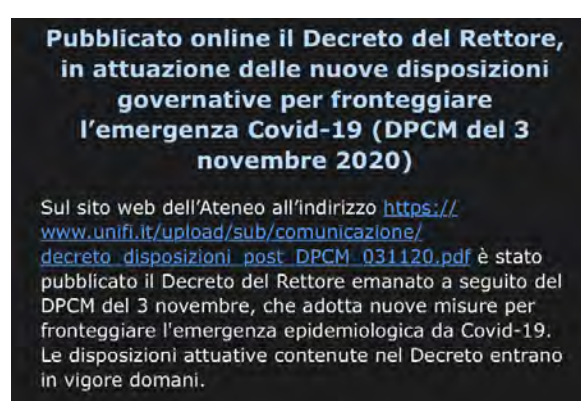 Pubblicato online il Decreto del Rettore,
in attuazione delle nuove disposizioni
governative per fronteggiare
l'emergenza Covid-19 (DPCM del 3
novembre 2020)
Sul sito web dell'Ateneo all'indirizzo https://
www.unifi.it/upload/sub/comunicazione/
decreto_disposizioni_post_DPCM_031120.pdf è stato
pubblicato il Decreto del Rettore emanato a seguito del
DPCM del 3 novembre, che adotta nuove misure per
fronteggiare l'emergenza epidemiologica da Covid-19.
Le disposizioni attuative contenute nel Decreto entrano
in vigore domani.